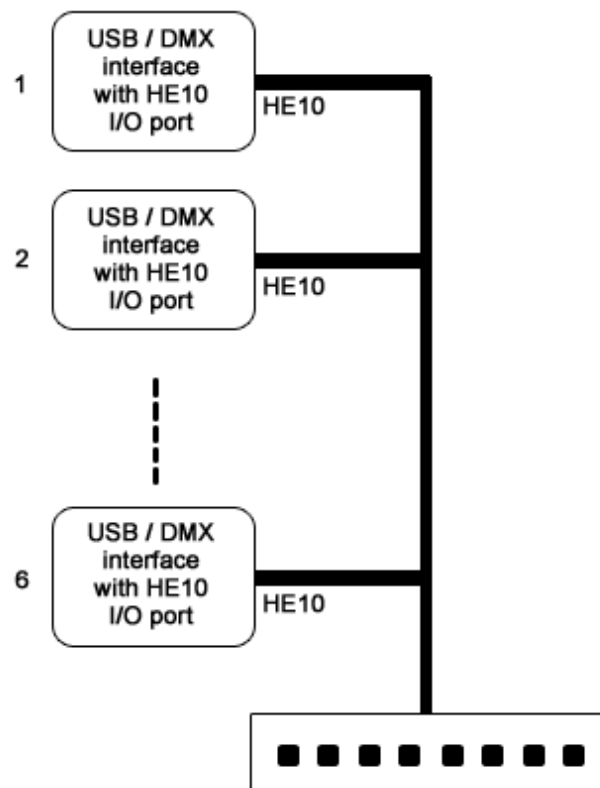 USB / DMX
interface
with HE10
I/O port
1
HE10
USB / DMX
interface
with HE10
I/O port
2
HE10
USB / DMX
interface
with HE10
I/O port
6
HE10